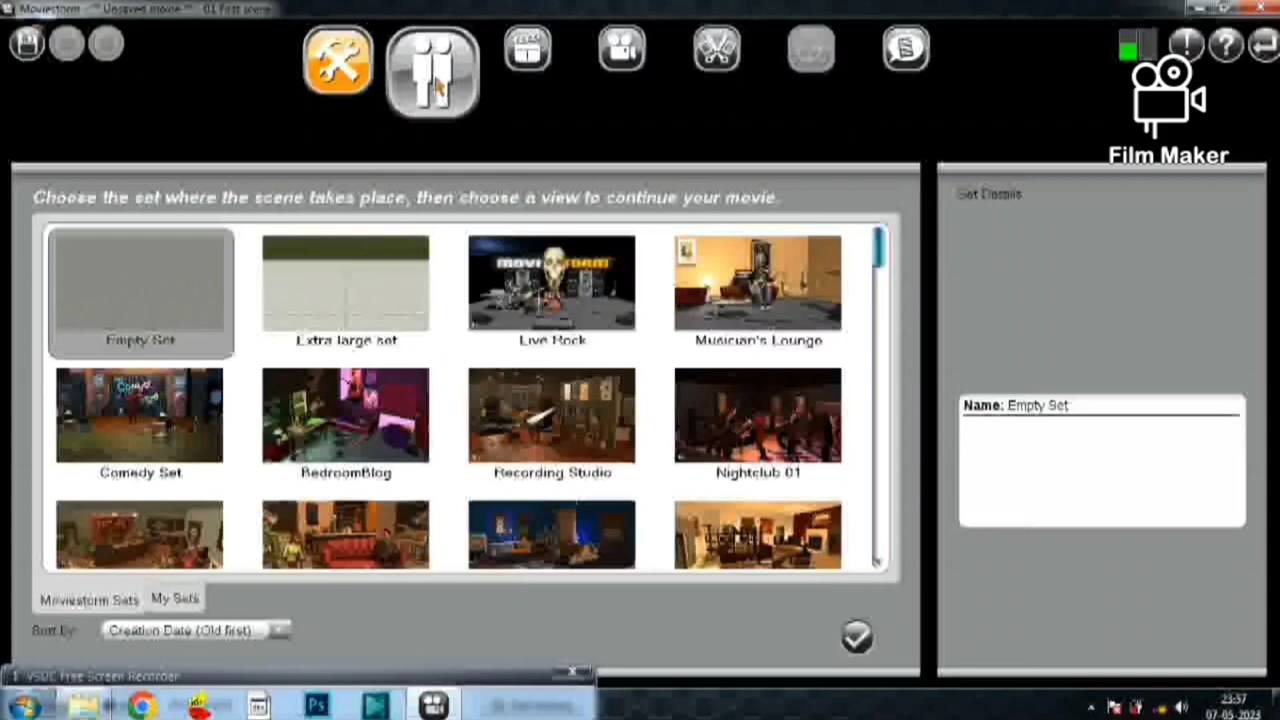 Moviestorm - ** Unsaved movie ** - 01 First scene
Film Maker
Choose the set where the scene takes place, then choose a view to continue your movie.
Set Details
Empty Set
Extra large set
Live Rock
Musician's Lounge
Name: Empty Set
Comedy Set
BedroomBlog
Recording Studio
Nightclub 01
Moviestorm Sets
My Sets
Sort By:
Creation Date (Old first)
VSDC Free Screen Recorder
Ps
23:57
07-05-2023